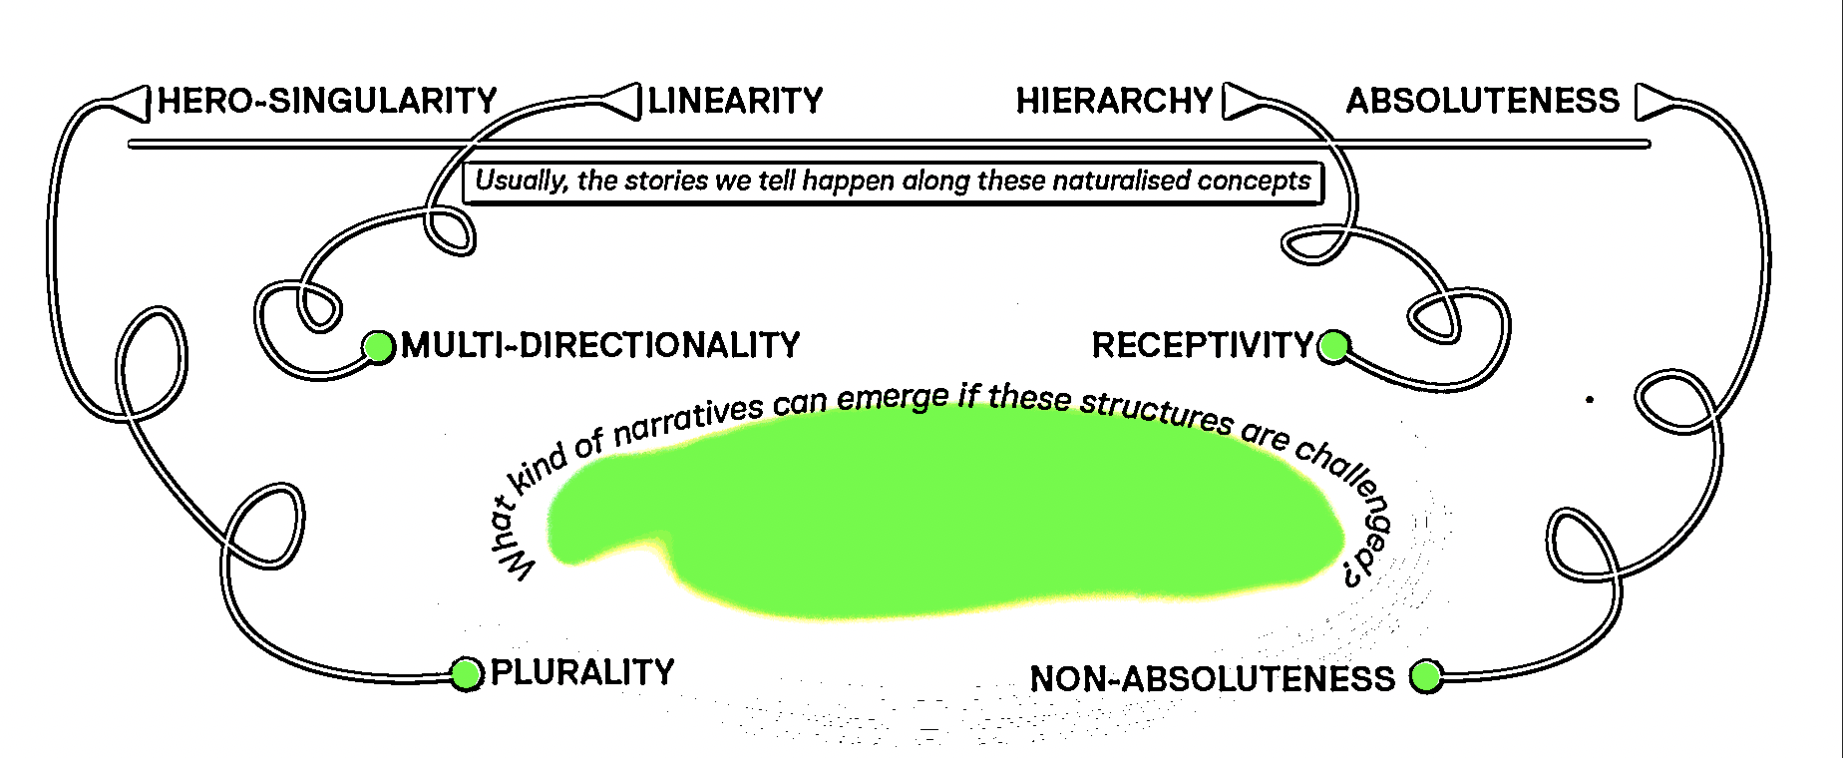 HERO-SINGULARITY LINEARITY HIERARCHY ABSOLUTENESS
Usually, the stories we tell happen along these naturalised concepts
MULTI-DIRECTIONALITY RECEPTIVITY
What kind of narratives can emerge if these structures are challenged?
PLURALITY NON-ABSOLUTENESS